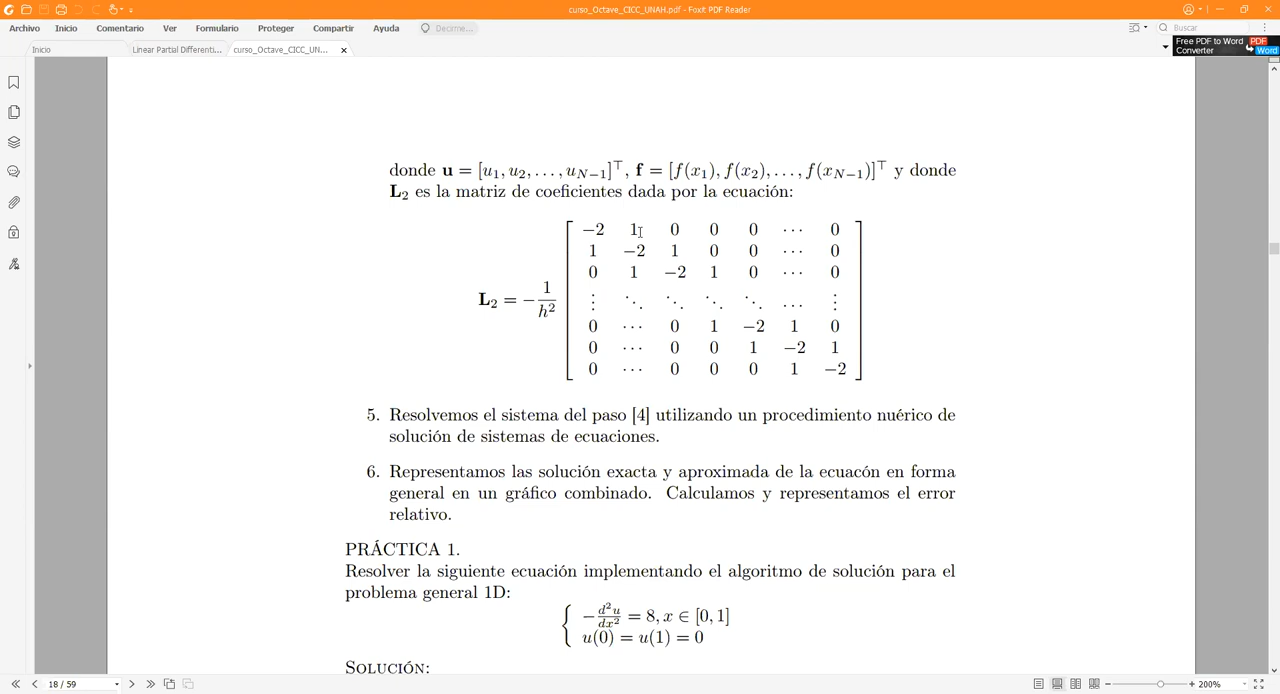 curso_Octave_CICC_UNAH.pdf - Foxit PDF Reader
Archivo Inicio Comentario Ver Formulario Proteger Compartir Ayuda Decirme... Buscar
Inicio Linear Partial Differenti... curso_Octave_CICC_UN... × Free PDF to Word Converter PDF Word
donde u = [u₁, u₂, . . . , u_{N−1}]^⊤, f = [f(x₁), f(x₂), . . . , f(x_{N−1})]^⊤ y donde
L₂ es la matriz de coeficientes dada por la ecuación:
−2 1 0 0 0 ⋯ 0
1 −2 1 0 0 ⋯ 0
0 1 −2 1 0 ⋯ 0
L₂ = −1/h² ⋮ ⋱ ⋱ ⋱ ⋱ ⋯ ⋮
0 ⋯ 0 1 −2 1 0
0 ⋯ 0 0 1 −2 1
0 ⋯ 0 0 0 1 −2
5. Resolvemos el sistema del paso [4] utilizando un procedimiento nuérico de
solución de sistemas de ecuaciones.
6. Representamos las solución exacta y aproximada de la ecuacón en forma
general en un gráfico combinado. Calculamos y representamos el error
relativo.
PRÁCTICA 1.
Resolver la siguiente ecuación implementando el algoritmo de solución para el
problema general 1D:
−d²u/dx² = 8, x ∈ [0, 1]
u(0) = u(1) = 0
SOLUCIÓN:
18 / 59 200%